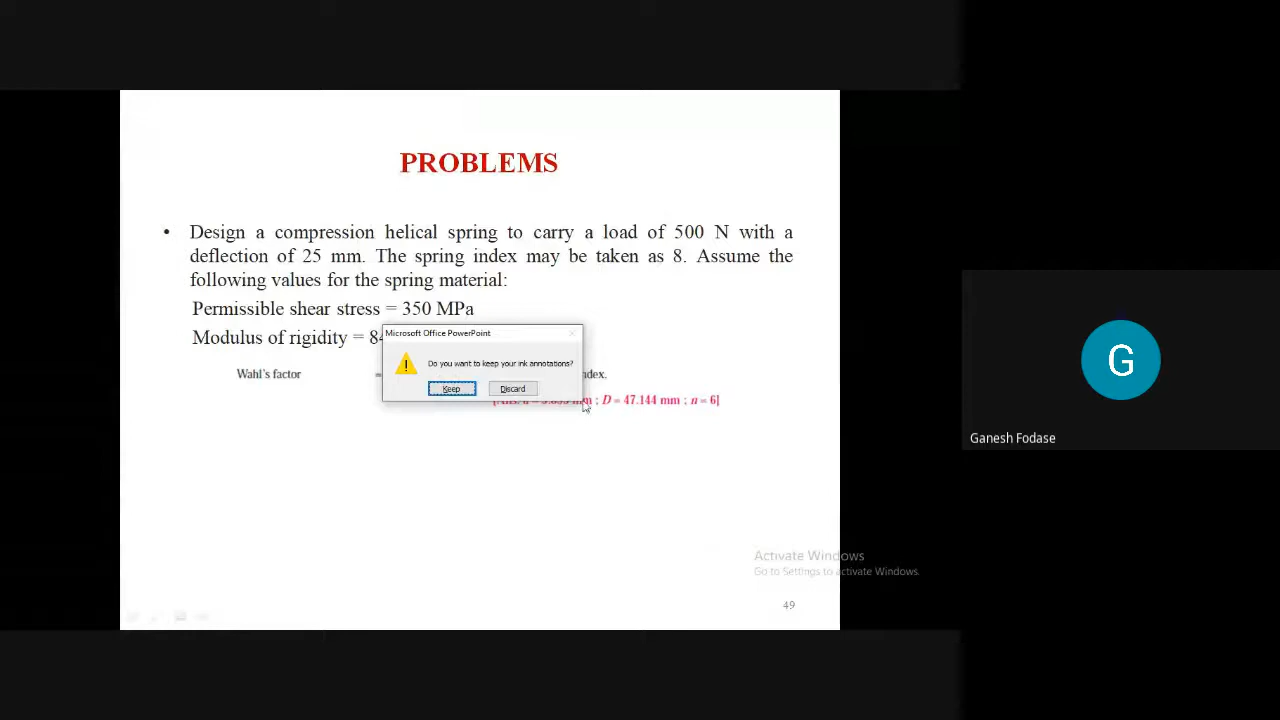 PROBLEMS
• Design a compression helical spring to carry a load of 500 N with a
deflection of 25 mm. The spring index may be taken as 8. Assume the
following values for the spring material:
Permissible shear stress = 350 MPa
Modulus of rigidity = 84
Microsoft Office PowerPoint
Do you want to keep your ink annotations?
Keep
Discard
Wahl's factor = ndex.
mm ; D = 47.144 mm ; n = 6]
G
Ganesh Fodase
Activate Windows
Go to Settings to activate Windows.
49